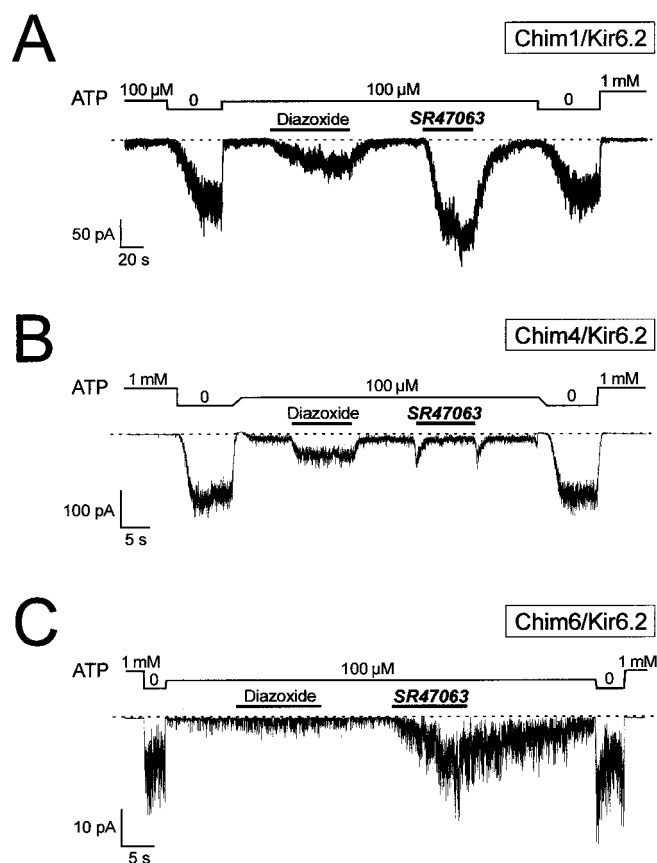 A
Chim1/Kir6.2
ATP 100 µM 0 100 µM 0 1 mM
Diazoxide SR47063
50 pA
20 s
B
Chim4/Kir6.2
ATP 1 mM 0 100 µM 0 1 mM
Diazoxide SR47063
100 pA
5 s
C
Chim6/Kir6.2
ATP 1 mM 0 100 µM 0 1 mM
Diazoxide SR47063
10 pA
5 s